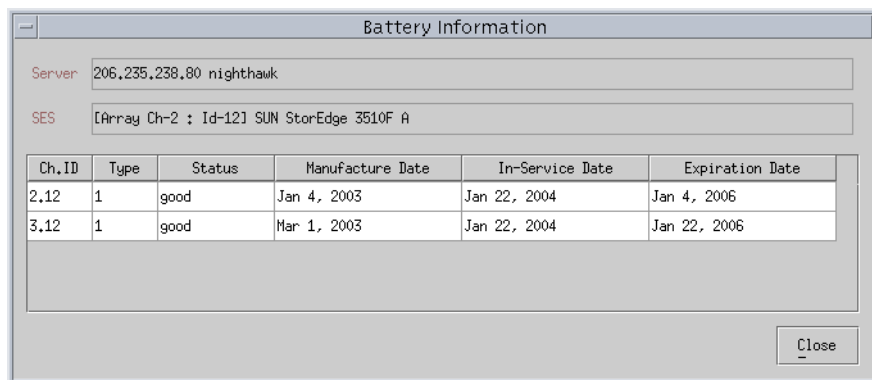 Battery Information
Server 206.235.238.80 nighthawk
SES [Array Ch-2 : Id-12] SUN StorEdge 3510F A
Ch.ID Type Status Manufacture Date In-Service Date Expiration Date
2.12 1 good Jan 4, 2003 Jan 22, 2004 Jan 4, 2006
3.12 1 good Mar 1, 2003 Jan 22, 2004 Jan 22, 2006
Close